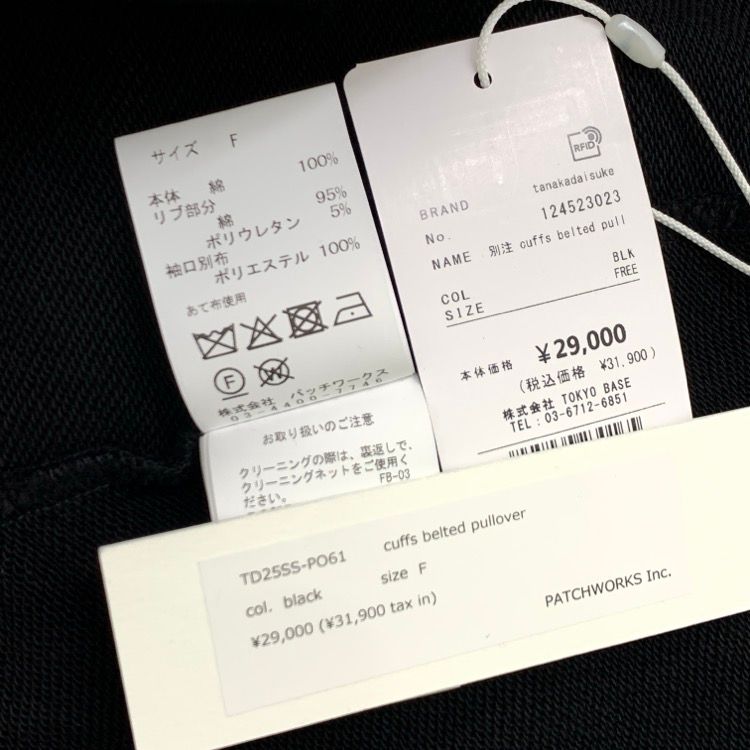 サイズ F
本体 綿 100%
リブ部分
綿 95%
ポリウレタン 5%
袖口別布
ポリエステル 100%
あて布使用
F
W
株式会社 パッチワークス
03-4400-7746
お取り扱いのご注意
クリーニングの際は、裏返しで、
クリーニングネットをご使用く
ださい。
FB-03
RFID
BRAND tanakadaisuke
No. 124523023
NAME 別注 cuffs belted pull
COL BLK
SIZE FREE
本体価格 ¥29,000
(税込価格 ¥31,900)
株式会社 TOKYO BASE
TEL:03-6712-6851
TD25SS-PO61 cuffs belted pullover
col. black size F
¥29,000 (¥31,900 tax in)
PATCHWORKS Inc.